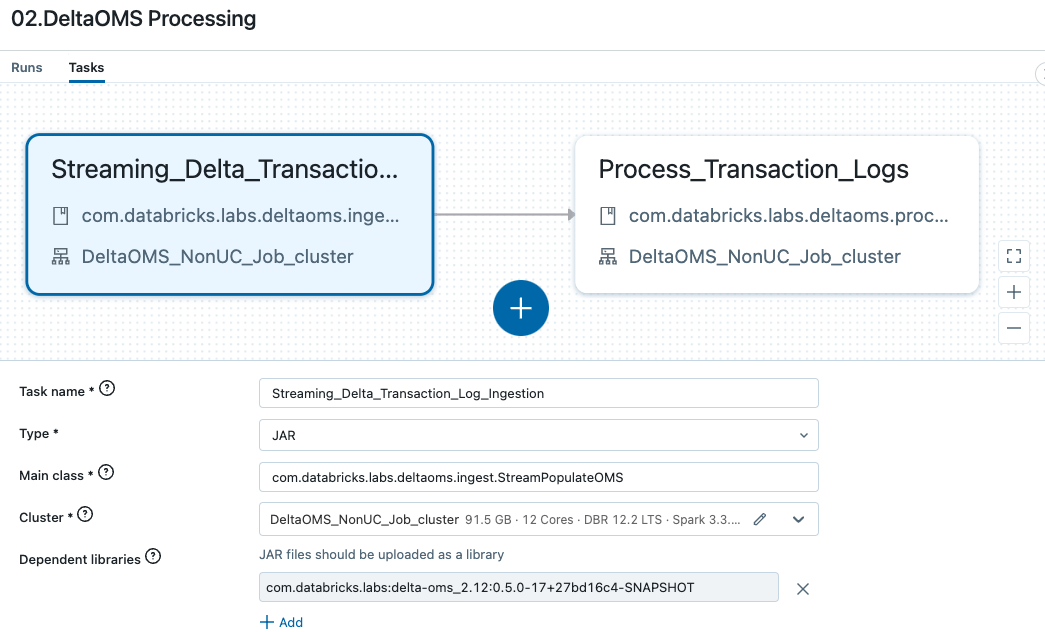 02.DeltaOMS Processing
Runs Tasks
Streaming_Delta_Transactio...
com.databricks.labs.deltaoms.inge...
DeltaOMS_NonUC_Job_cluster
Process_Transaction_Logs
com.databricks.labs.deltaoms.proc...
DeltaOMS_NonUC_Job_cluster
Task name * Streaming_Delta_Transaction_Log_Ingestion
Type * JAR
Main class * com.databricks.labs.deltaoms.ingest.StreamPopulateOMS
Cluster * DeltaOMS_NonUC_Job_cluster 91.5 GB · 12 Cores · DBR 12.2 LTS · Spark 3.3....
Dependent libraries JAR files should be uploaded as a library
com.databricks.labs:delta-oms_2.12:0.5.0-17+27bd16c4-SNAPSHOT
+ Add